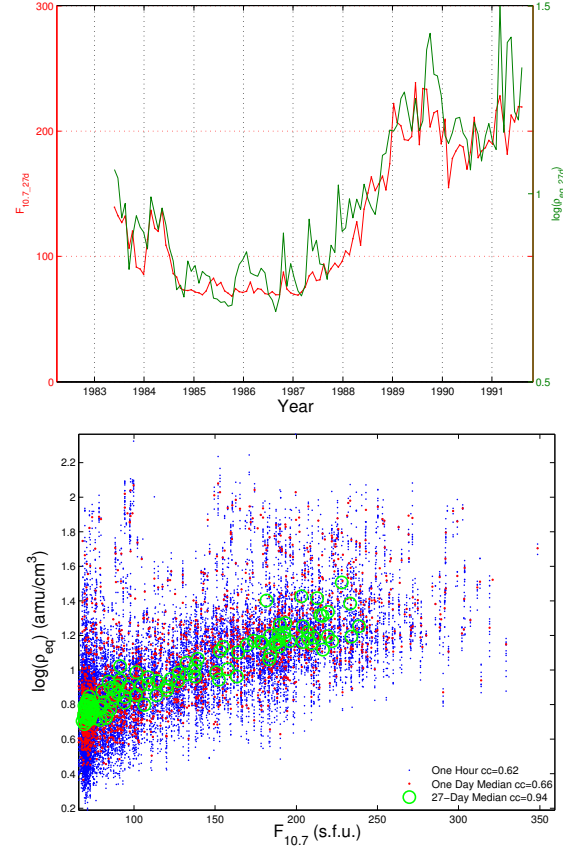 300
200
100
0
F10.7_27d
1.5
1
0.5
log(ρeq_27d)
1983 1984 1985 1986 1987 1988 1989 1990 1991
Year
2.2
2
1.8
1.6
1.4
1.2
1
0.8
0.6
0.4
0.2
log(ρeq) (amu/cm³)
One Hour cc=0.62
One Day Median cc=0.66
27−Day Median cc=0.94
100 150 200 250 300 350
F10.7 (s.f.u.)